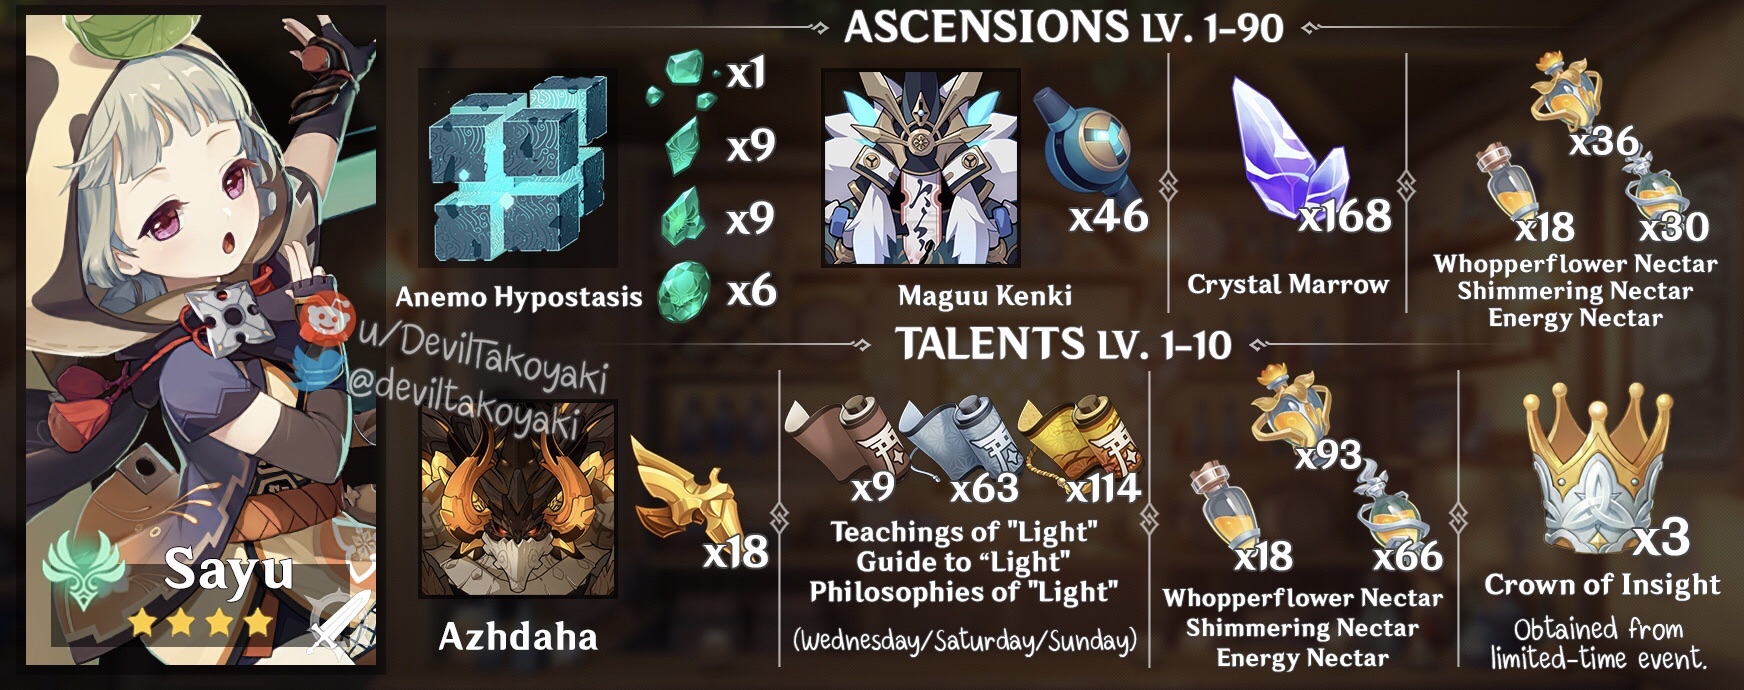 ASCENSIONS LV. 1-90
x1
x9
x9
x6
Anemo Hypostasis
x46
Maguu Kenki
x168
Crystal Marrow
x36
x18
x30
Whopperflower Nectar
Shimmering Nectar
Energy Nectar
u/DevilTakoyaki
@deviltakoyaki
TALENTS LV. 1-10
x18
Azhdaha
x9
x63
x114
Teachings of "Light"
Guide to “Light"
Philosophies of "Light"
(Wednesday/Saturday/Sunday)
x93
x18
x66
Whopperflower Nectar
Shimmering Nectar
Energy Nectar
x3
Crown of Insight
Obtained from
limited-time event.
Sayu